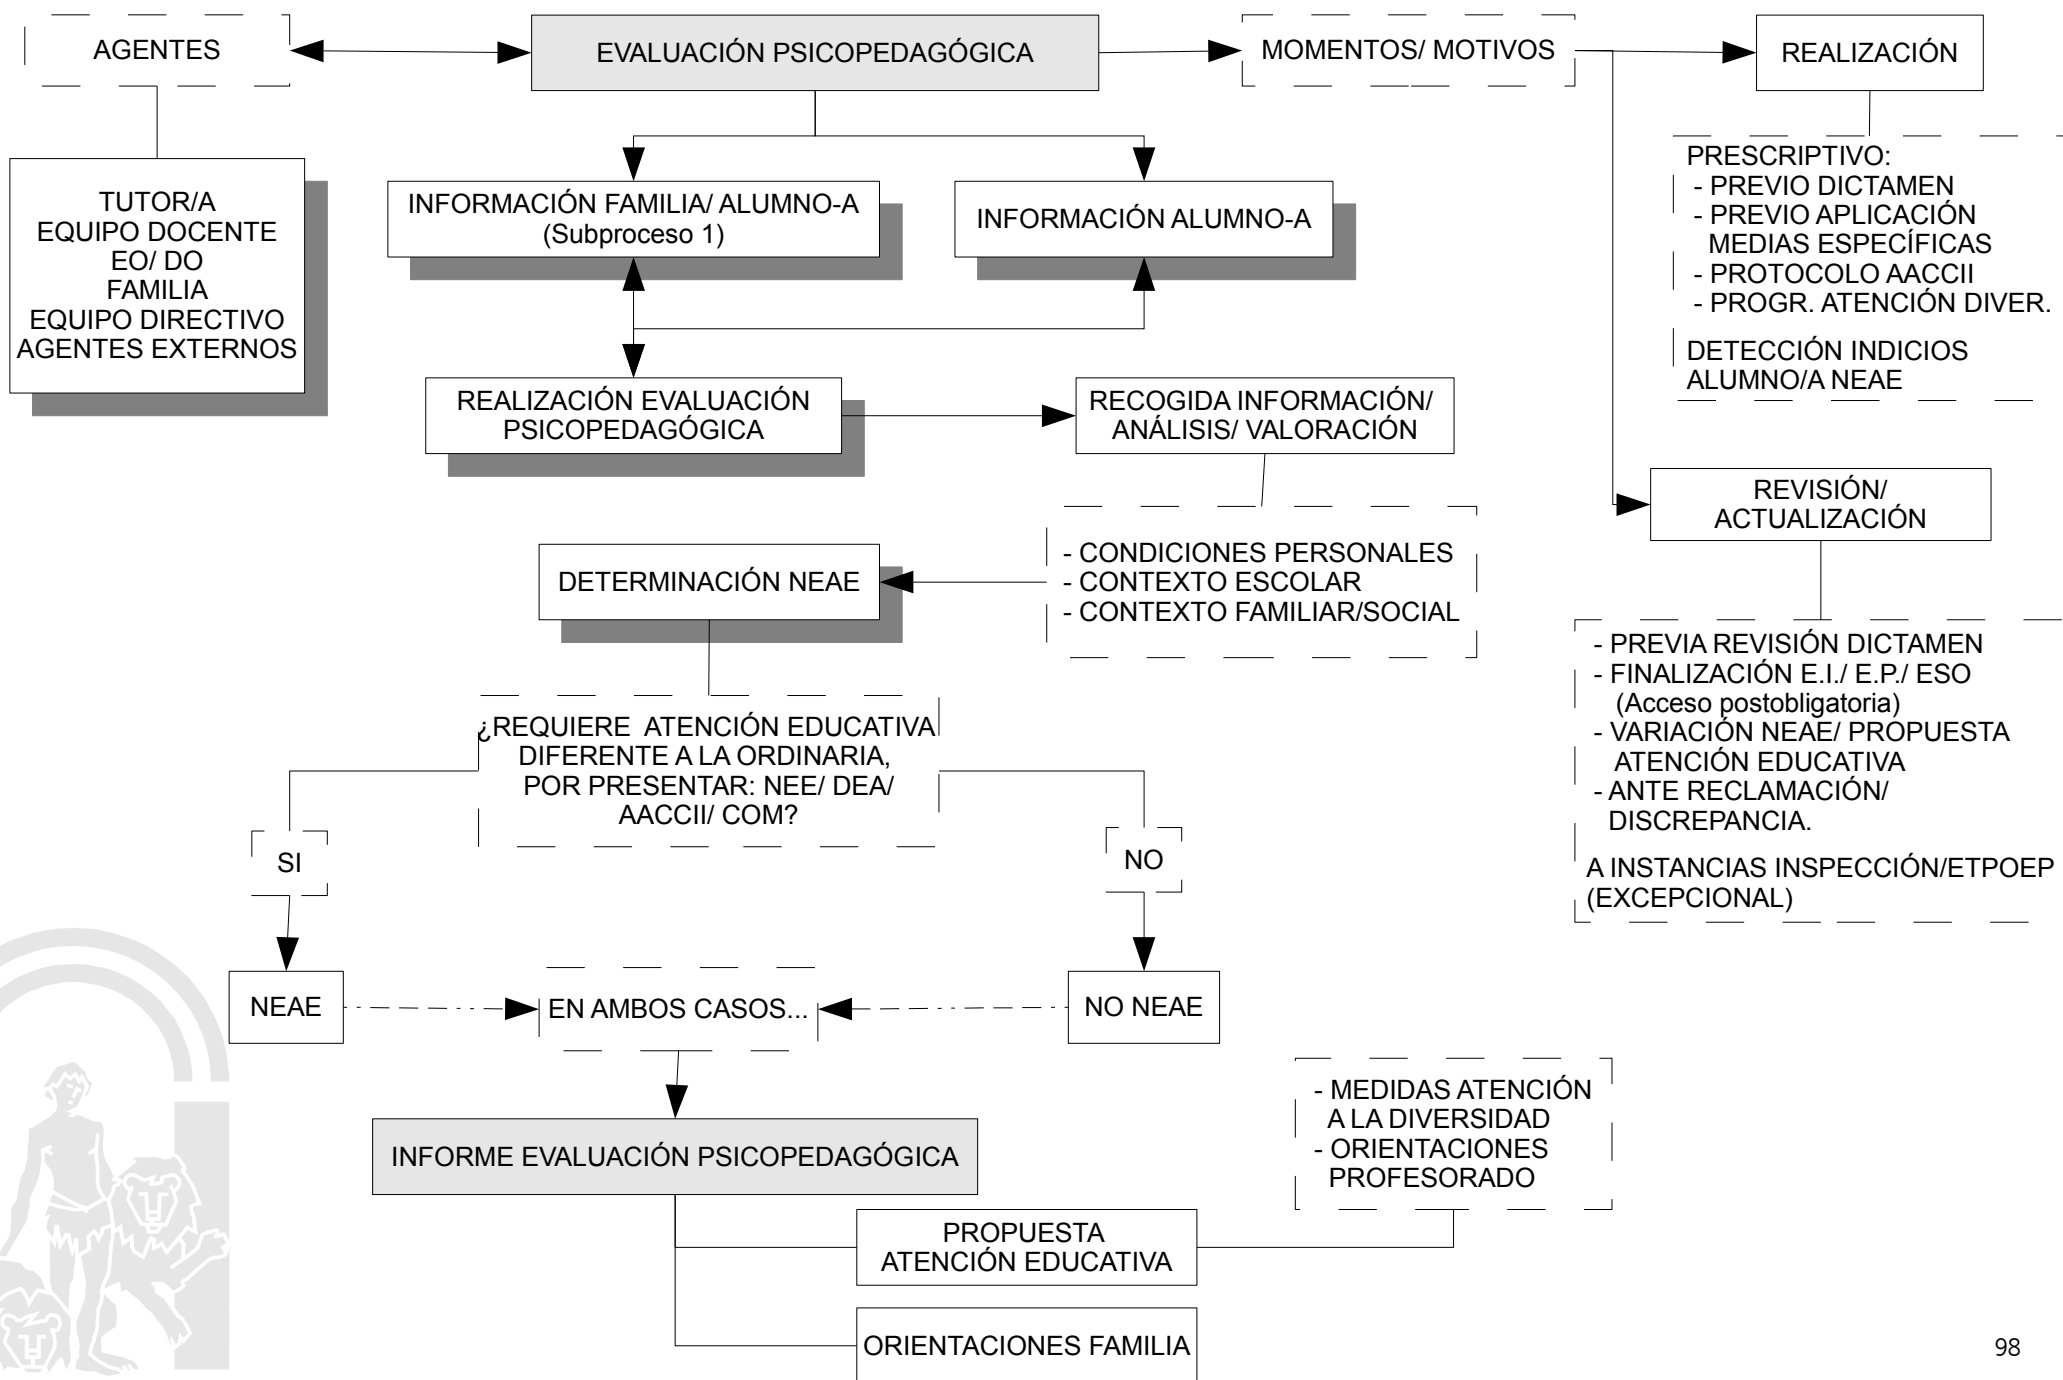 AGENTES
EVALUACIÓN PSICOPEDAGÓGICA
MOMENTOS/ MOTIVOS
REALIZACIÓN
TUTOR/A
EQUIPO DOCENTE
EO/ DO
FAMILIA
EQUIPO DIRECTIVO
AGENTES EXTERNOS
INFORMACIÓN FAMILIA/ ALUMNO-A
(Subproceso 1)
INFORMACIÓN ALUMNO-A
PRESCRIPTIVO:
- PREVIO DICTAMEN
- PREVIO APLICACIÓN
MEDIAS ESPECÍFICAS
- PROTOCOLO AACCII
- PROGR. ATENCIÓN DIVER.
DETECCIÓN INDICIOS
ALUMNO/A NEAE
REALIZACIÓN EVALUACIÓN
PSICOPEDAGÓGICA
RECOGIDA INFORMACIÓN/
ANÁLISIS/ VALORACIÓN
REVISIÓN/
ACTUALIZACIÓN
DETERMINACIÓN NEAE
- CONDICIONES PERSONALES
- CONTEXTO ESCOLAR
- CONTEXTO FAMILIAR/SOCIAL
- PREVIA REVISIÓN DICTAMEN
- FINALIZACIÓN E.I./ E.P./ ESO
(Acceso postobligatoria)
- VARIACIÓN NEAE/ PROPUESTA
ATENCIÓN EDUCATIVA
- ANTE RECLAMACIÓN/
DISCREPANCIA.
A INSTANCIAS INSPECCIÓN/ETPOEP
(EXCEPCIONAL)
¿REQUIERE ATENCIÓN EDUCATIVA
DIFERENTE A LA ORDINARIA,
POR PRESENTAR: NEE/ DEA/
AACCII/ COM?
SI
NO
NEAE
EN AMBOS CASOS...
NO NEAE
INFORME EVALUACIÓN PSICOPEDAGÓGICA
- MEDIDAS ATENCIÓN
A LA DIVERSIDAD
- ORIENTACIONES
PROFESORADO
PROPUESTA
ATENCIÓN EDUCATIVA
ORIENTACIONES FAMILIA
98